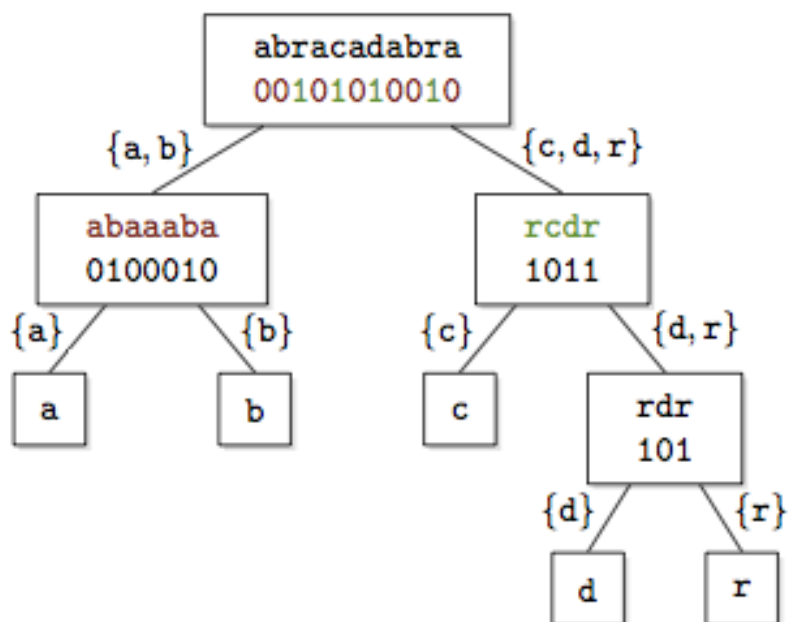 abracadabra
00101010010
{a, b}
{c, d, r}
abaaaba
0100010
rcdr
1011
{a}
{b}
{c}
{d, r}
a
b
c
rdr
101
{d}
{r}
d
r